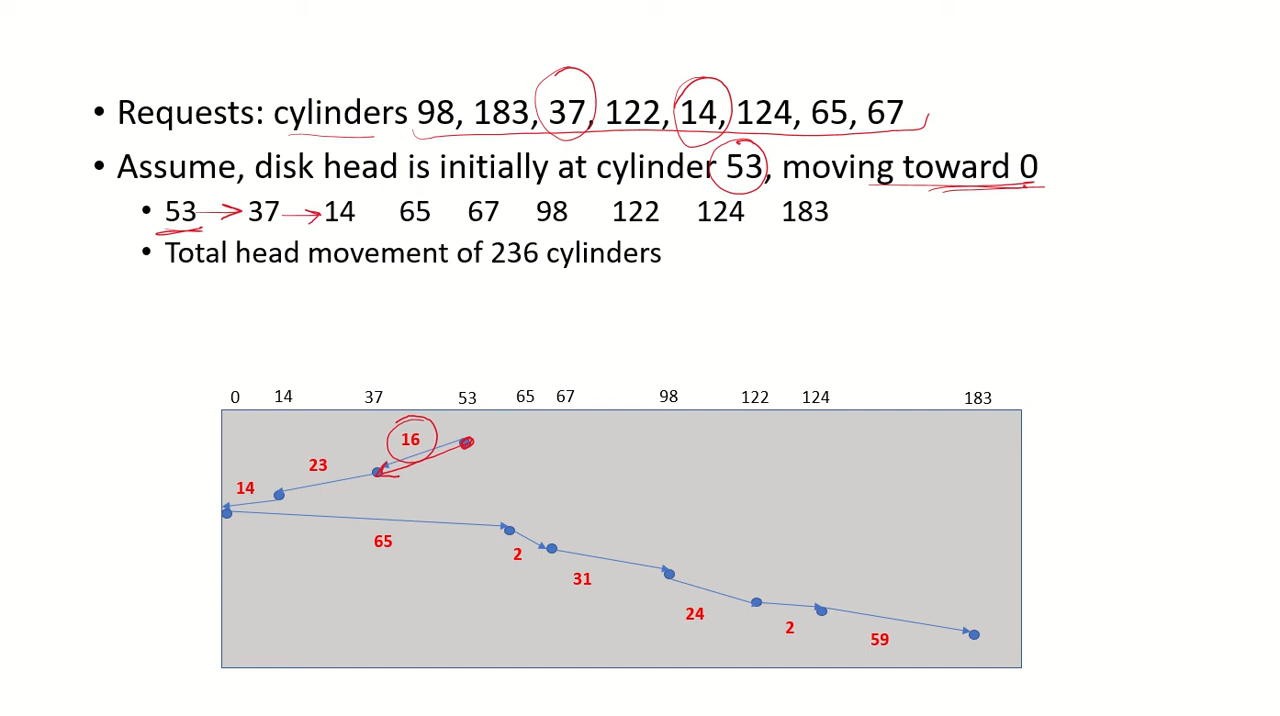 • Requests: cylinders 98, 183, 37, 122, 14, 124, 65, 67
• Assume, disk head is initially at cylinder 53, moving toward 0
• 53 37 14 65 67 98 122 124 183
• Total head movement of 236 cylinders
0 14 37 53 65 67 98 122 124 183
16
23
14
65
2
31
24
2
59